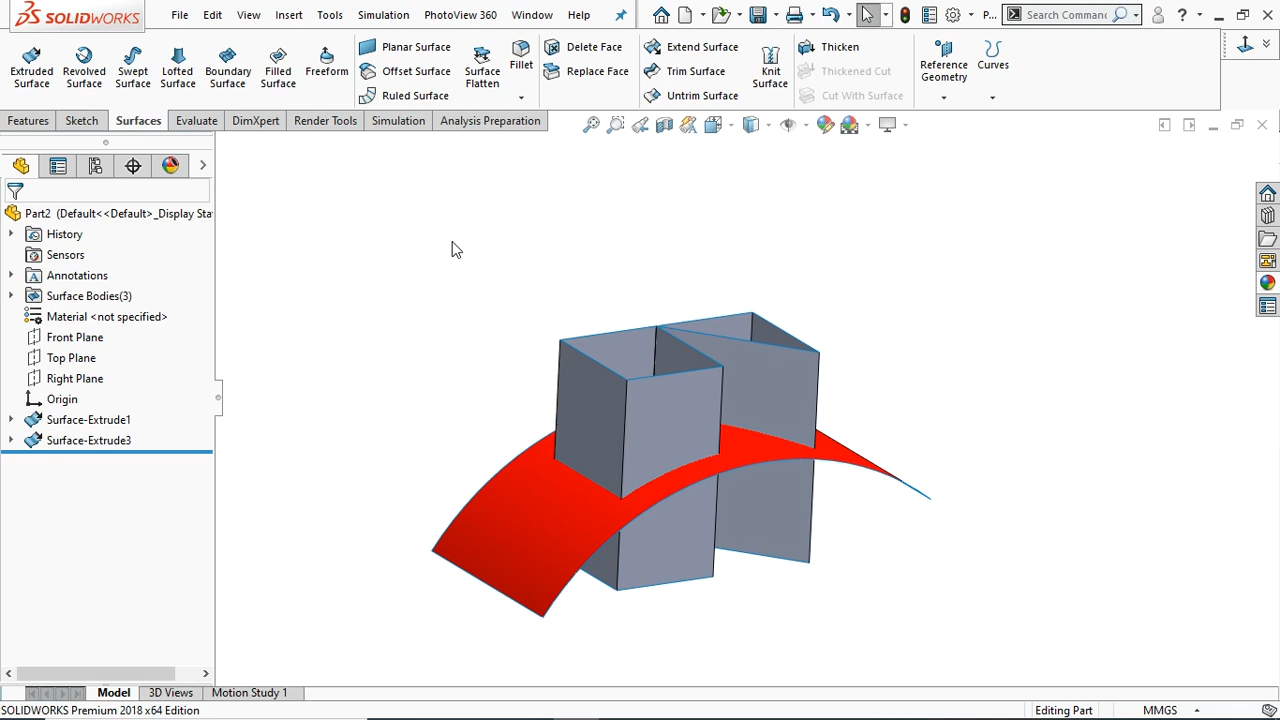 SOLIDWORKS
File Edit View Insert Tools Simulation PhotoView 360 Window Help
P...
Search Command
Extruded Surface
Revolved Surface
Swept Surface
Lofted Surface
Boundary Surface
Filled Surface
Freeform
Planar Surface
Offset Surface
Ruled Surface
Surface Flatten
Fillet
Delete Face
Replace Face
Extend Surface
Trim Surface
Untrim Surface
Knit Surface
Thicken
Thickened Cut
Cut With Surface
Reference Geometry
Curves
Features Sketch Surfaces Evaluate DimXpert Render Tools Simulation Analysis Preparation
Part2 (Default<<Default>_Display Sta
History
Sensors
Annotations
Surface Bodies(3)
Material <not specified>
Front Plane
Top Plane
Right Plane
Origin
Surface-Extrude1
Surface-Extrude3
Model 3D Views Motion Study 1
SOLIDWORKS Premium 2018 x64 Edition
Editing Part MMGS